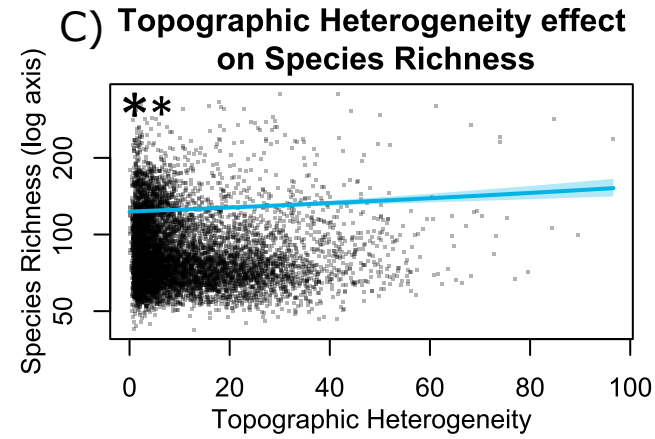 C) Topographic Heterogeneity effect
on Species Richness
**
Species Richness (log axis)
200
100
50
0 20 40 60 80 100
Topographic Heterogeneity